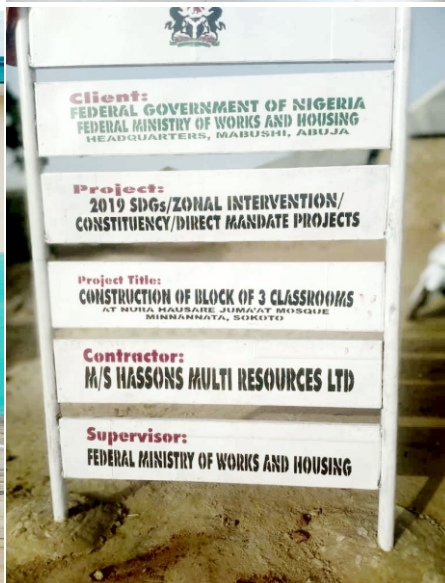 Client:
FEDERAL GOVERNMENT OF NIGERIA
FEDERAL MINISTRY OF WORKS AND HOUSING
HEADQUARTERS, MABUSHI, ABUJA
Project:
2019 SDGs/ZONAL INTERVENTION/
CONSTITUENCY/DIRECT MANDATE PROJECTS
Project Title:
CONSTRUCTION OF BLOCK OF 3 CLASSROOMS
AT NURA HAUSARE JUMA'AT MOSQUE
MINNANNATA, SOKOTO
Contractor:
M/S HASSONS MULTI RESOURCES LTD
Supervisor:
FEDERAL MINISTRY OF WORKS AND HOUSING